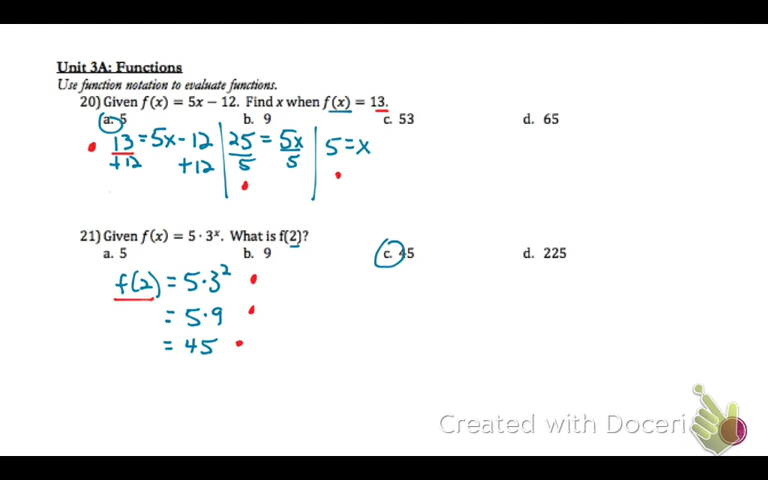 Unit 3A: Functions
Use function notation to evaluate functions.
20) Given f(x) = 5x − 12. Find x when f(x) = 13.
a. 5 b. 9 c. 53 d. 65
13 = 5x - 12 | 25 = 5x | 5 = x
+12 +12 5 5
21) Given f(x) = 5 · 3ˣ. What is f(2)?
a. 5 b. 9 c. 45 d. 225
f(2) = 5·3²
= 5·9
= 45
Created with Doceri